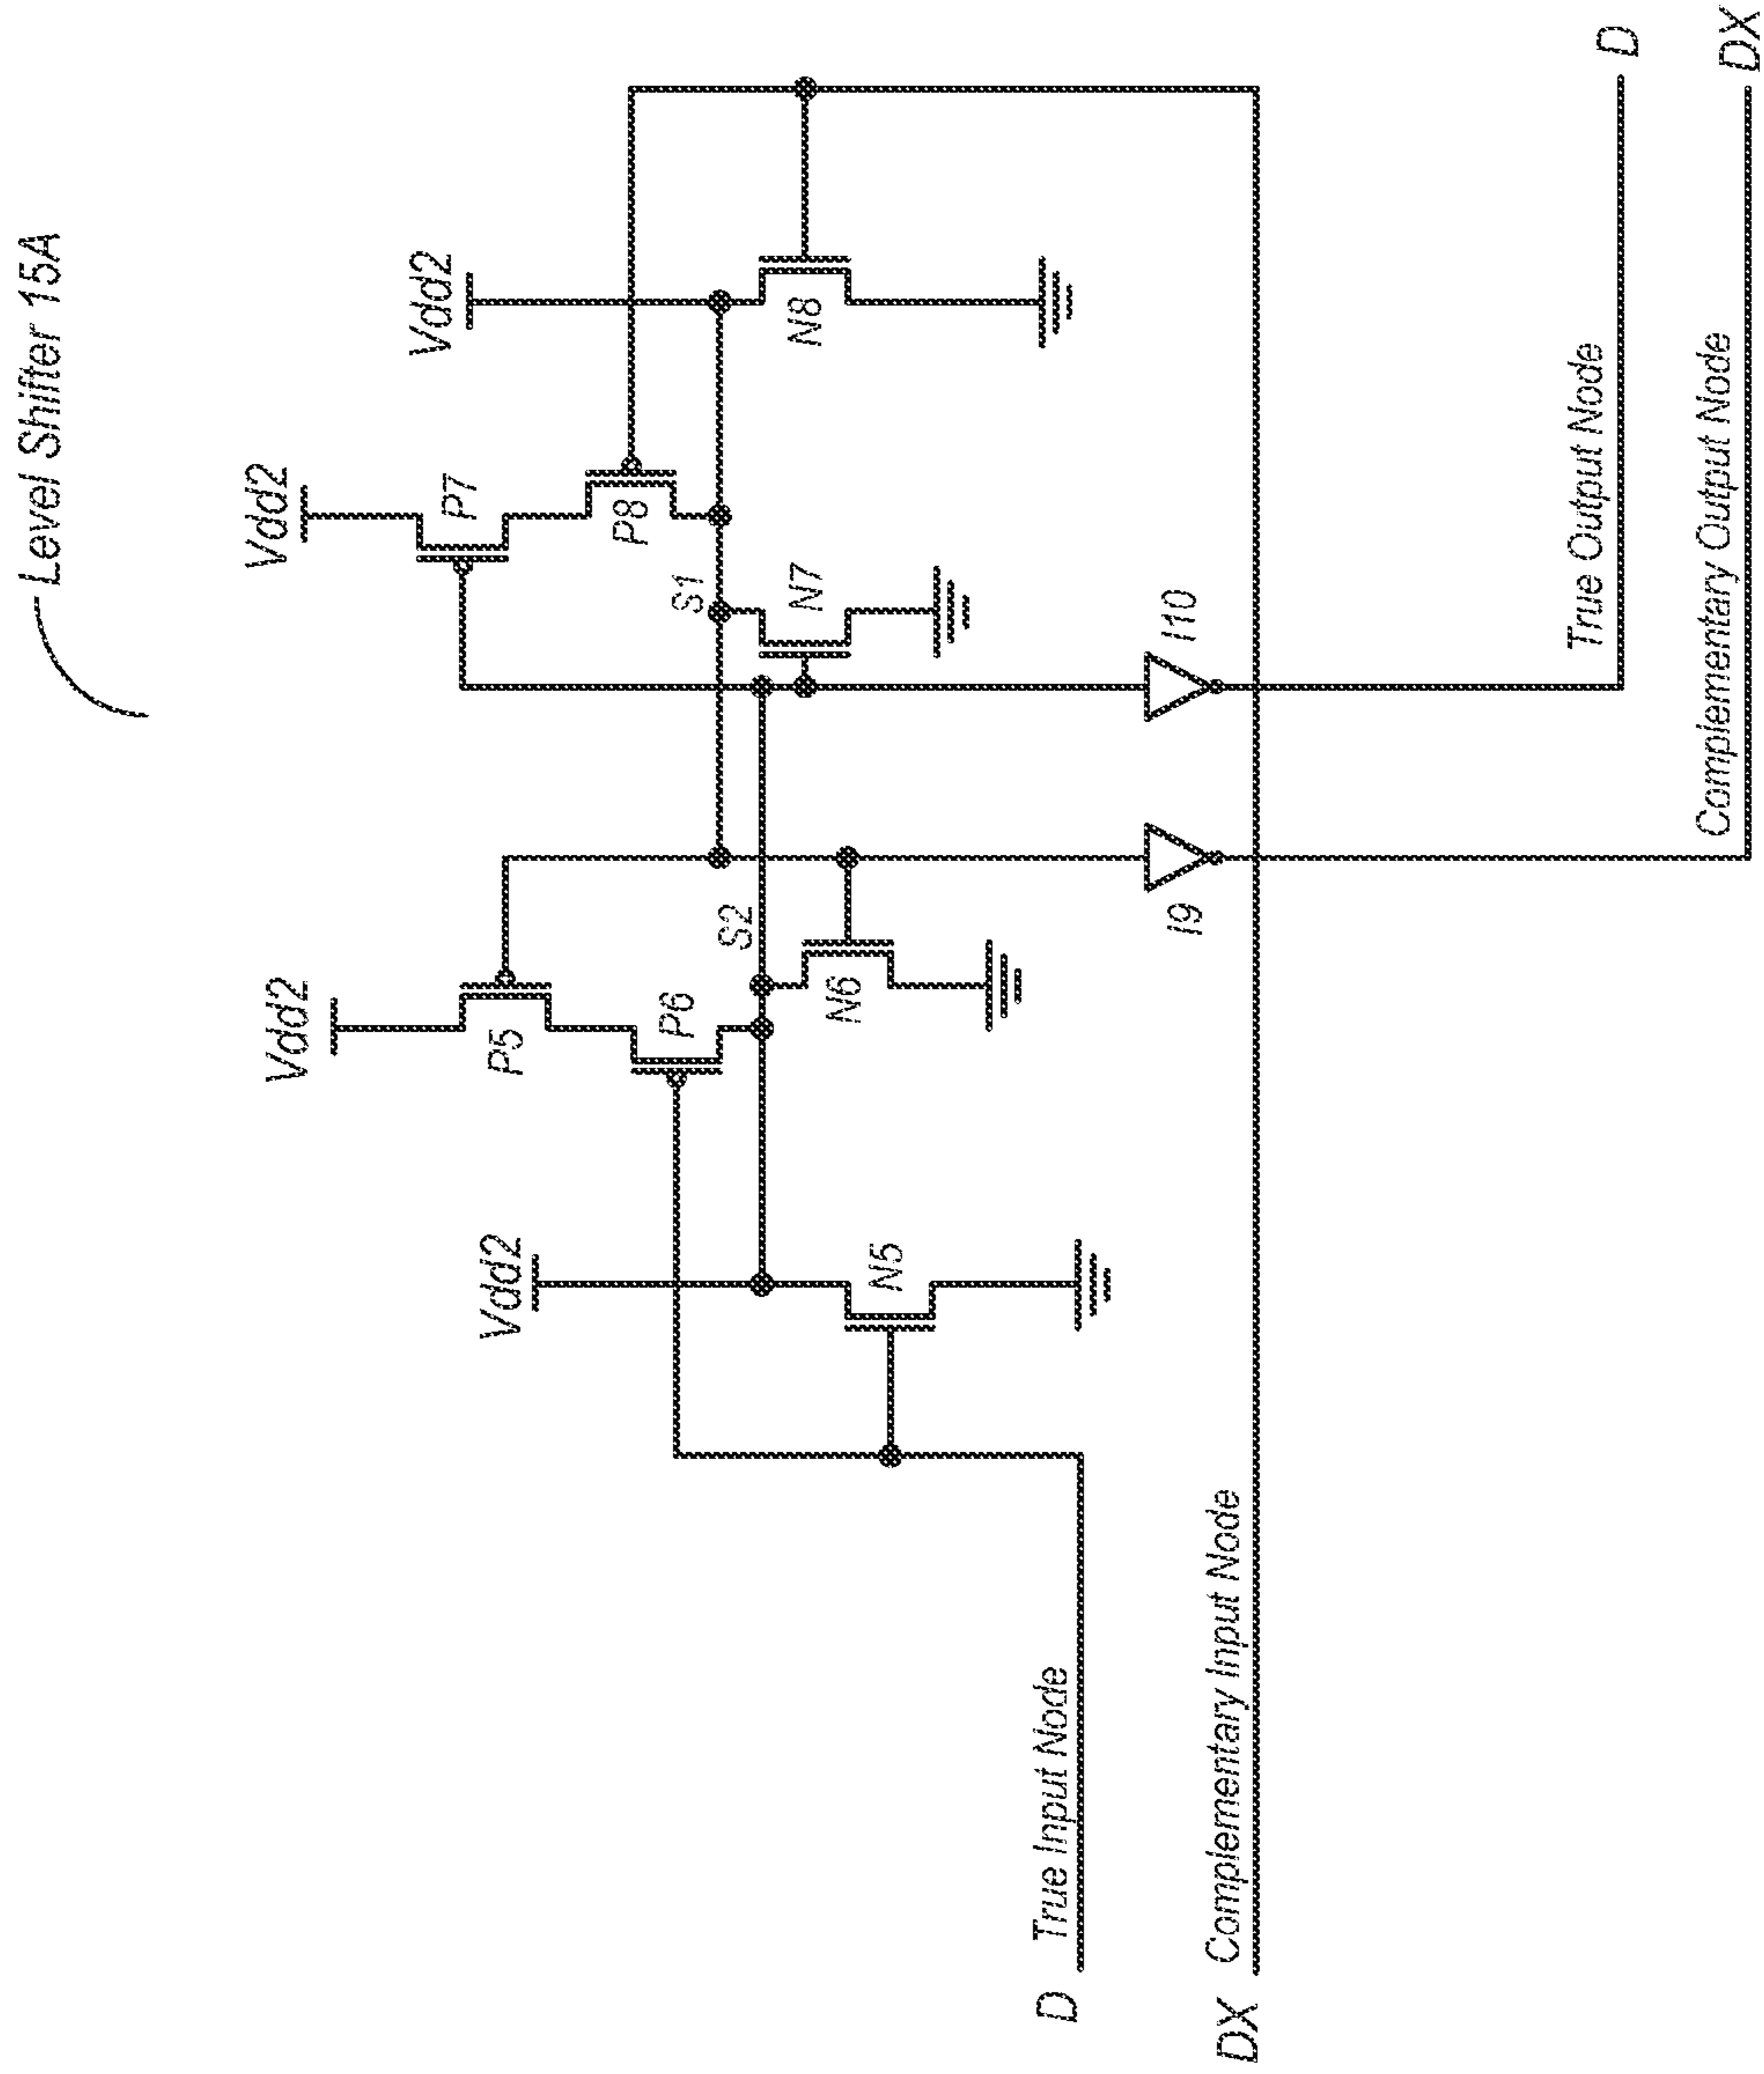 Level Shifter 15A
Vdd2
Vdd2
Vdd2
Vdd2
P5
P6
P7
P8
S1
S2
N5
N6
N7
N8
I9
I10
D True Input Node
DX Complementary Input Node
True Output Node D
Complementary Output Node DX